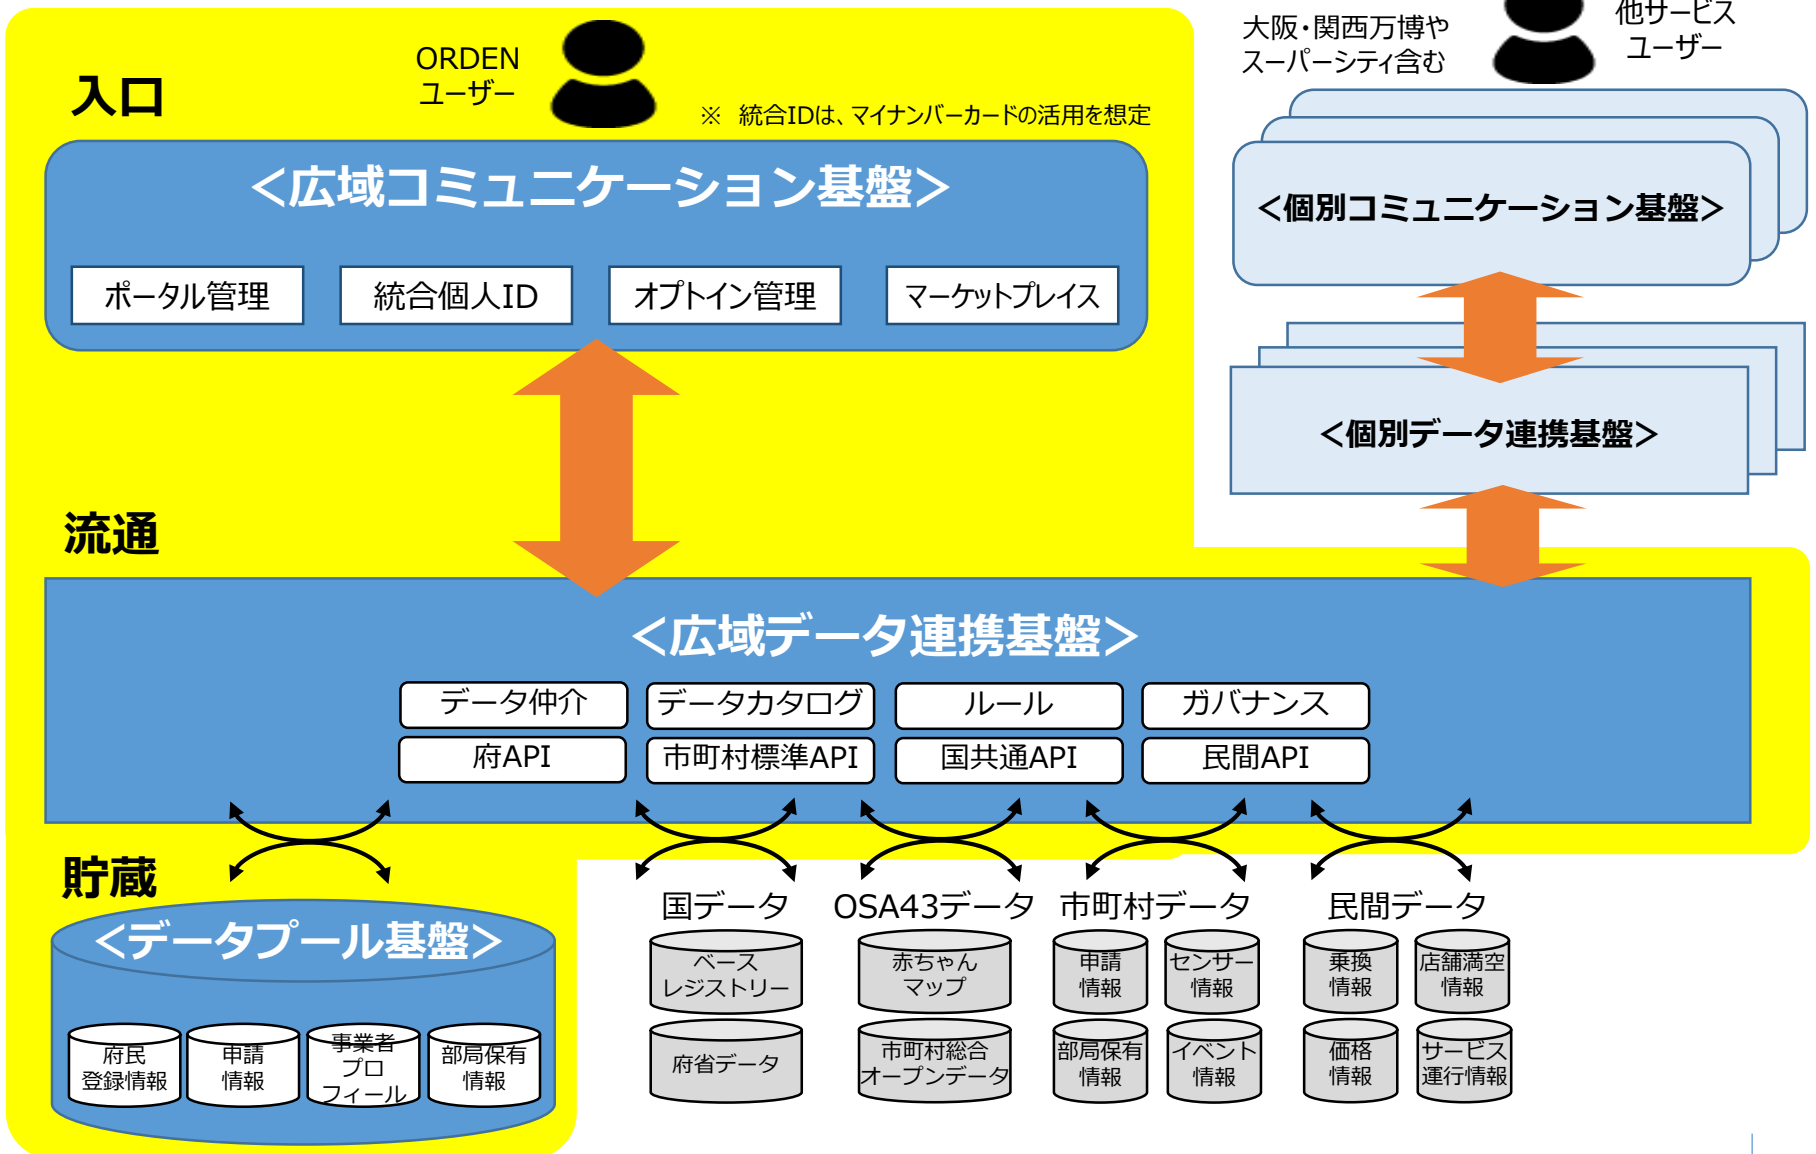 大阪・関西万博や
スーパーシティ含む
他サービス
ユーザー
ORDEN
ユーザー
入口
※ 統合IDは、マイナンバーカードの活用を想定
<広域コミュニケーション基盤>
ポータル管理
統合個人ID
オプトイン管理
マーケットプレイス
<個別コミュニケーション基盤>
<個別データ連携基盤>
流通
<広域データ連携基盤>
データ仲介
データカタログ
ルール
ガバナンス
府API
市町村標準API
国共通API
民間API
貯蔵
<データプール基盤>
府民
登録情報
申請
情報
事業者
プロ
フィール
部局保有
情報
国データ
ベース
レジストリー
府省データ
OSA43データ
赤ちゃん
マップ
市町村総合
オープンデータ
市町村データ
申請
情報
センサー
情報
部局保有
情報
イベント
情報
民間データ
乗換
情報
店舗満空
情報
価格
情報
サービス
運行情報